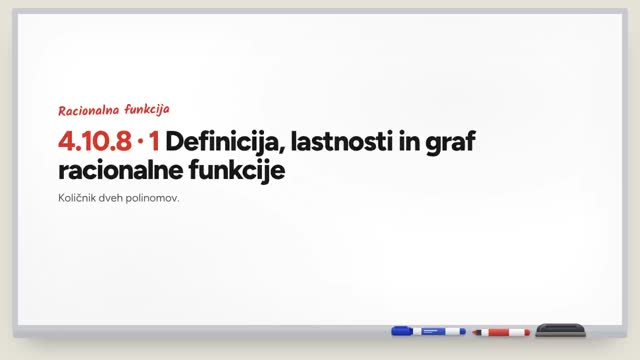 Racionalna funkcija
4.10.8 · 1 Definicija, lastnosti in graf
racionalne funkcije
Količnik dveh polinomov.